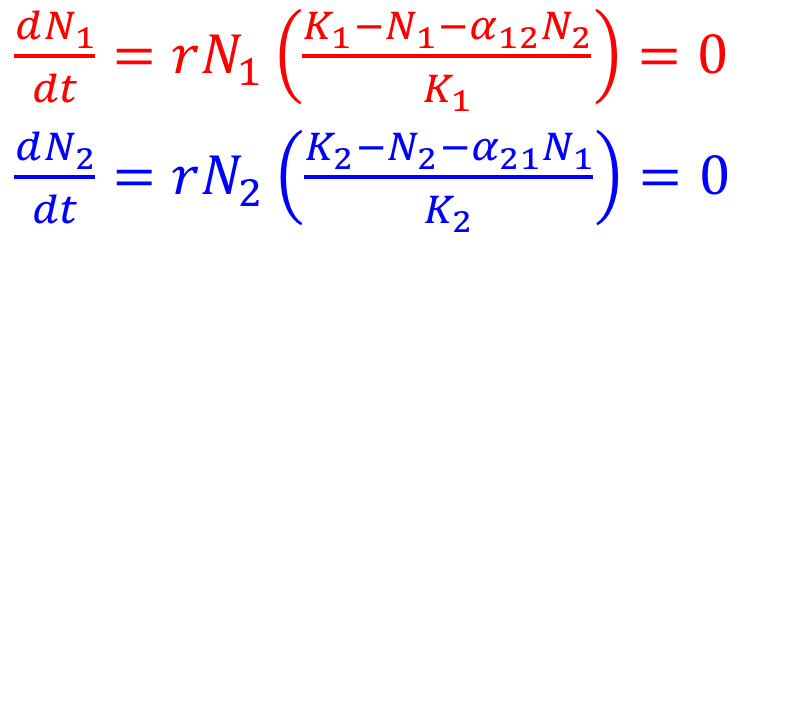 dN₁/dt = rN₁ ((K₁−N₁−α₁₂N₂)/K₁) = 0
dN₂/dt = rN₂ ((K₂−N₂−α₂₁N₁)/K₂) = 0